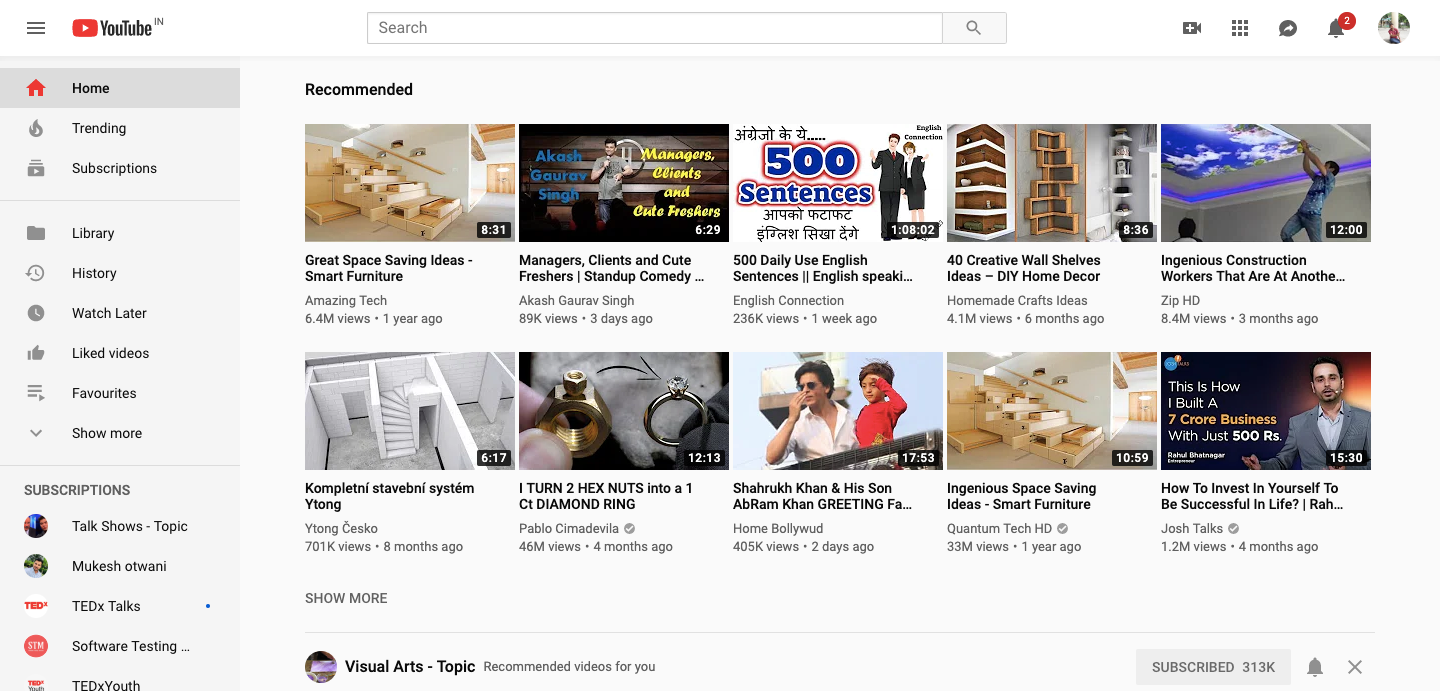 YouTube IN
Search
2
Home
Trending
Subscriptions
Library
History
Watch Later
Liked videos
Favourites
Show more
SUBSCRIPTIONS
Talk Shows - Topic
Mukesh otwani
TEDx
TEDx Talks
STM
Software Testing ...
TEDx
Youth
TEDxYouth
Recommended
8:31
Great Space Saving Ideas -
Smart Furniture
Amazing Tech
6.4M views • 1 year ago
Akash
Gaurav
Singh
Managers,
Clients
and
Cute Freshers
6:29
Managers, Clients and Cute
Freshers | Standup Comedy ...
Akash Gaurav Singh
89K views • 3 days ago
अंग्रेजो के ये.....
English
Connection
500
Sentences
आपको फटाफट
इंग्लिश सिखा देंगे
1:08:02
500 Daily Use English
Sentences || English speaki...
English Connection
236K views • 1 week ago
8:36
40 Creative Wall Shelves
Ideas – DIY Home Decor
Homemade Crafts Ideas
4.1M views • 6 months ago
12:00
Ingenious Construction
Workers That Are At Anothe...
Zip HD
8.4M views • 3 months ago
6:17
Kompletní stavební systém
Ytong
Ytong Česko
701K views • 8 months ago
12:13
I TURN 2 HEX NUTS into a 1
Ct DIAMOND RING
Pablo Cimadevila
46M views • 4 months ago
17:53
Shahrukh Khan & His Son
AbRam Khan GREETING Fa...
Home Bollywud
405K views • 2 days ago
10:59
Ingenious Space Saving
Ideas - Smart Furniture
Quantum Tech HD
33M views • 1 year ago
This Is How
I Built A
7 Crore Business
With Just 500 Rs.
Rahul Bhatnagar
Entrepreneur
15:30
How To Invest In Yourself To
Be Successful In Life? | Rah...
Josh Talks
1.2M views • 4 months ago
SHOW MORE
Visual Arts - Topic Recommended videos for you
SUBSCRIBED 313K